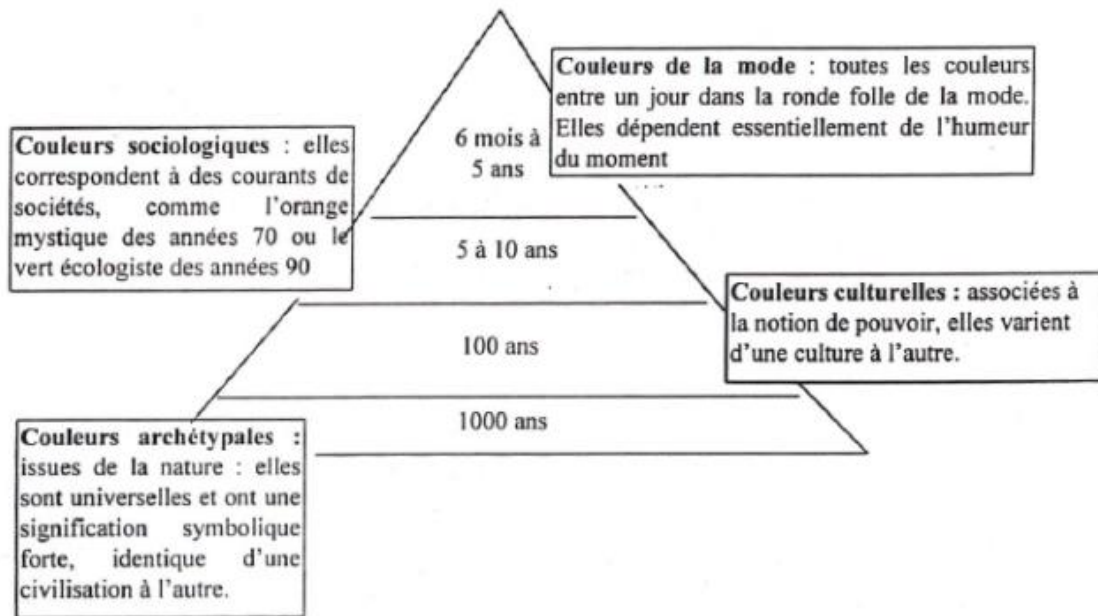 Couleurs de la mode : toutes les couleurs
entre un jour dans la ronde folle de la mode.
Elles dépendent essentiellement de l'humeur
du moment
6 mois à
5 ans
Couleurs sociologiques : elles
correspondent à des courants de
sociétés, comme l'orange
mystique des années 70 ou le
vert écologiste des années 90
5 à 10 ans
Couleurs culturelles : associées à
la notion de pouvoir, elles varient
d'une culture à l'autre.
100 ans
1000 ans
Couleurs archétypales :
issues de la nature : elles
sont universelles et ont une
signification symbolique
forte, identique d'une
civilisation à l'autre.